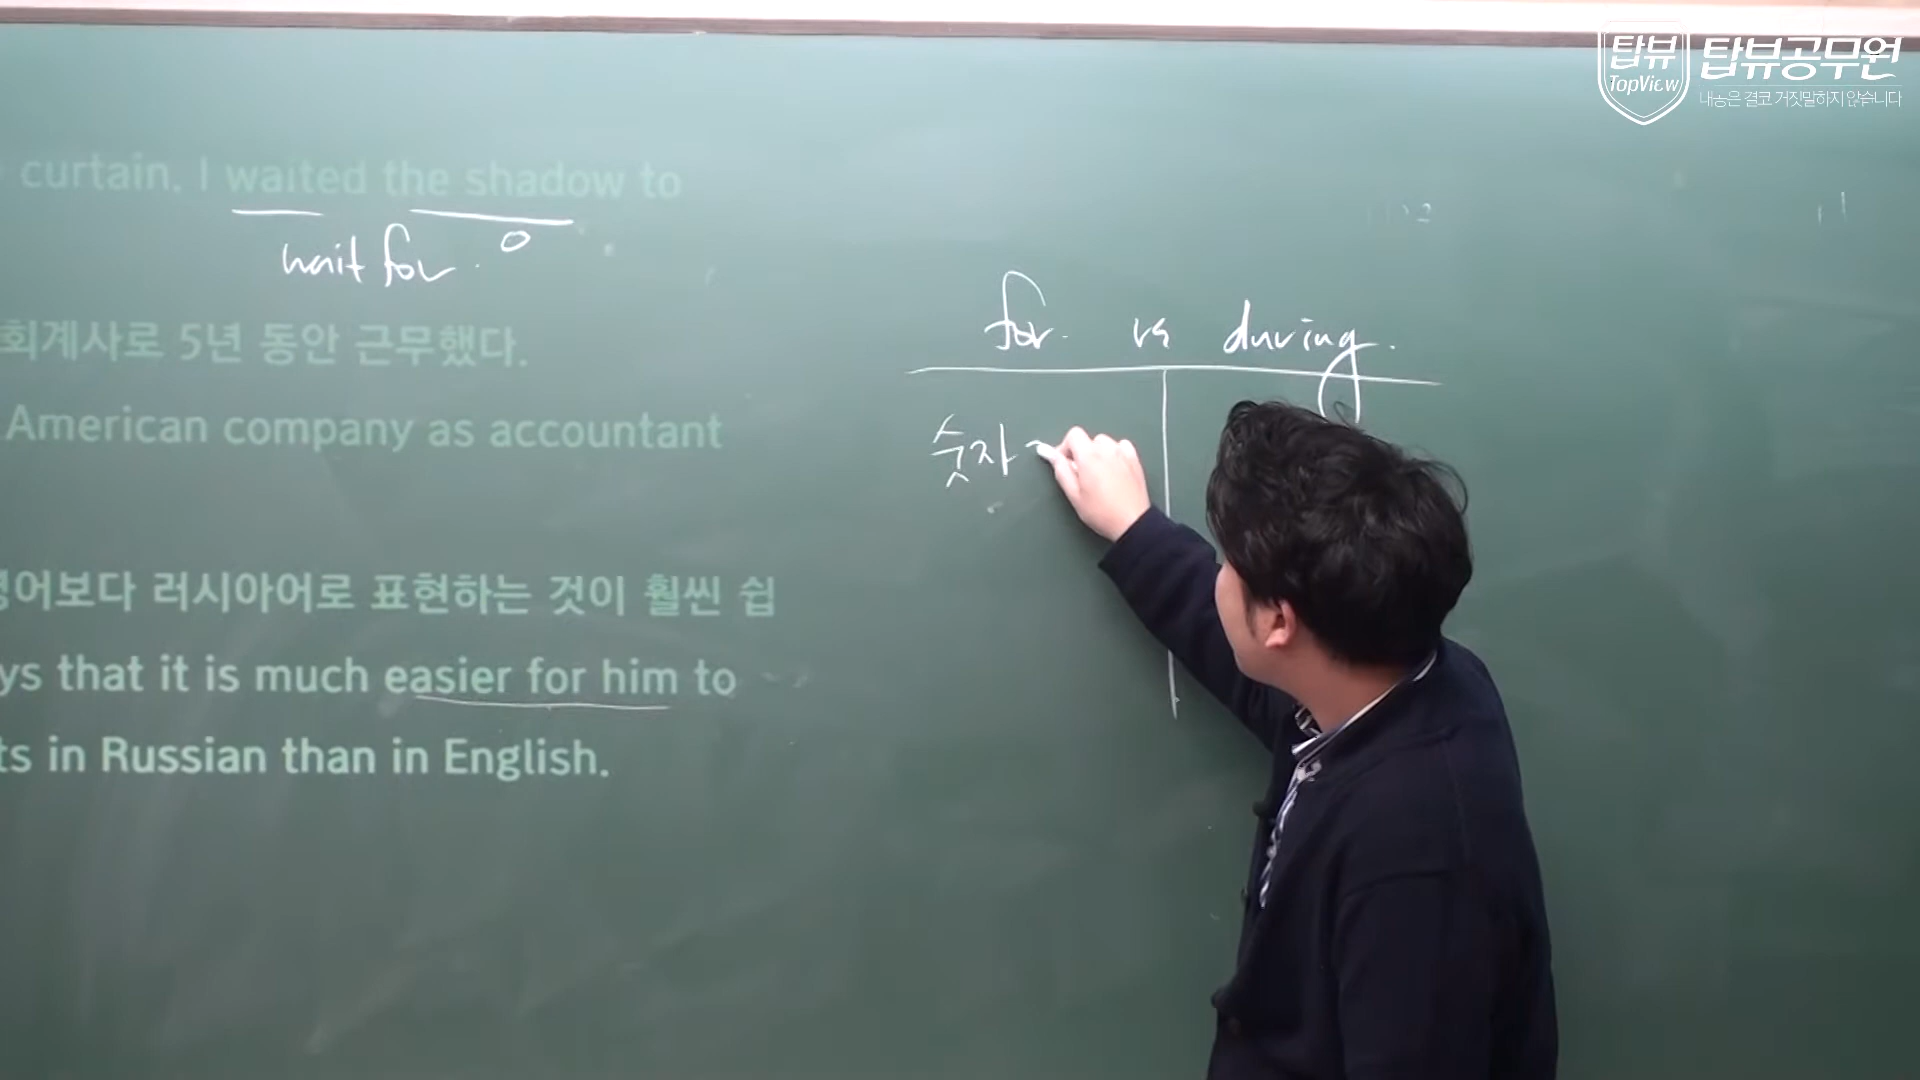 탑뷰
TopView
탑뷰공무원
내공은 결코 거짓말하지 않습니다
curtain. I waited the shadow to
wait for. O
for. vs during.
회계사로 5년 동안 근무했다.
American company as accountant
숫자
영어보다 러시아어로 표현하는 것이 훨씬 쉽
ys that it is much easier for him to
ts in Russian than in English.